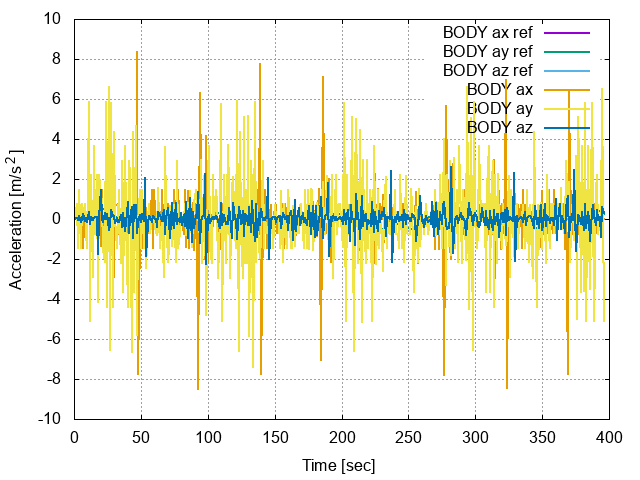 BODY ax ref
BODY ay ref
BODY az ref
BODY ax
BODY ay
BODY az
10
8
6
4
2
0
-2
-4
-6
-8
-10
Acceleration [m/s²]
0 50 100 150 200 250 300 350 400
Time [sec]